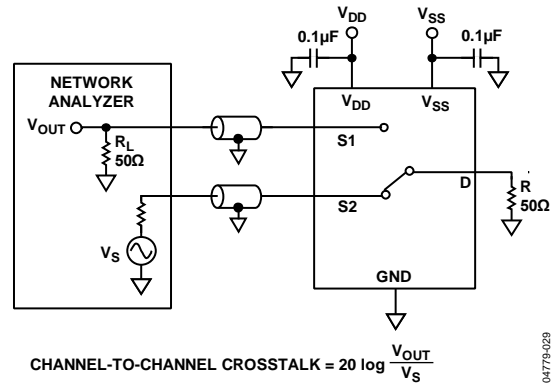 V_DD
V_SS
0.1µF
0.1µF
NETWORK
ANALYZER
V_DD
V_SS
V_OUT
R_L
50Ω
S1
S2
D
R
50Ω
V_S
GND
CHANNEL-TO-CHANNEL CROSSTALK = 20 log V_OUT/V_S
04779-029